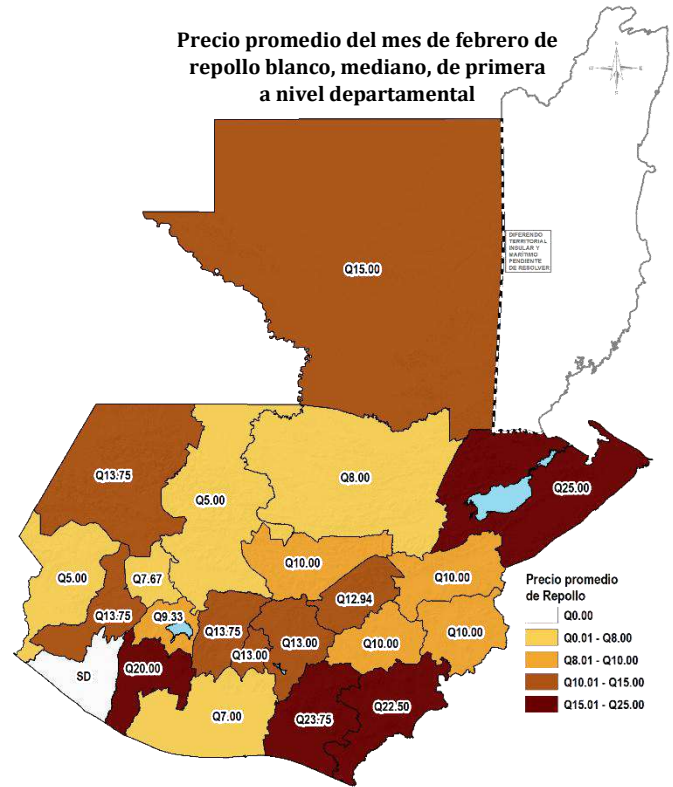 Precio promedio del mes de febrero de
repollo blanco, mediano, de primera
a nivel departamental
DIFERENDO
TERRITORIAL
INSULAR Y
MARÍTIMO
PENDIENTE
DE RESOLVER
Q15.00
Q13.75
Q5.00
Q8.00
Q25.00
Q5.00
Q7.67
Q10.00
Q10.00
Q12.94
Q13.75
Q9.33
Q13.75
Q13.00
Q13.00
Q10.00
Q10.00
SD
Q20.00
Q7.00
Q23.75
Q22.50
Precio promedio
de Repollo
Q0.00
Q0.01 - Q8.00
Q8.01 - Q10.00
Q10.01 - Q15.00
Q15.01 - Q25.00